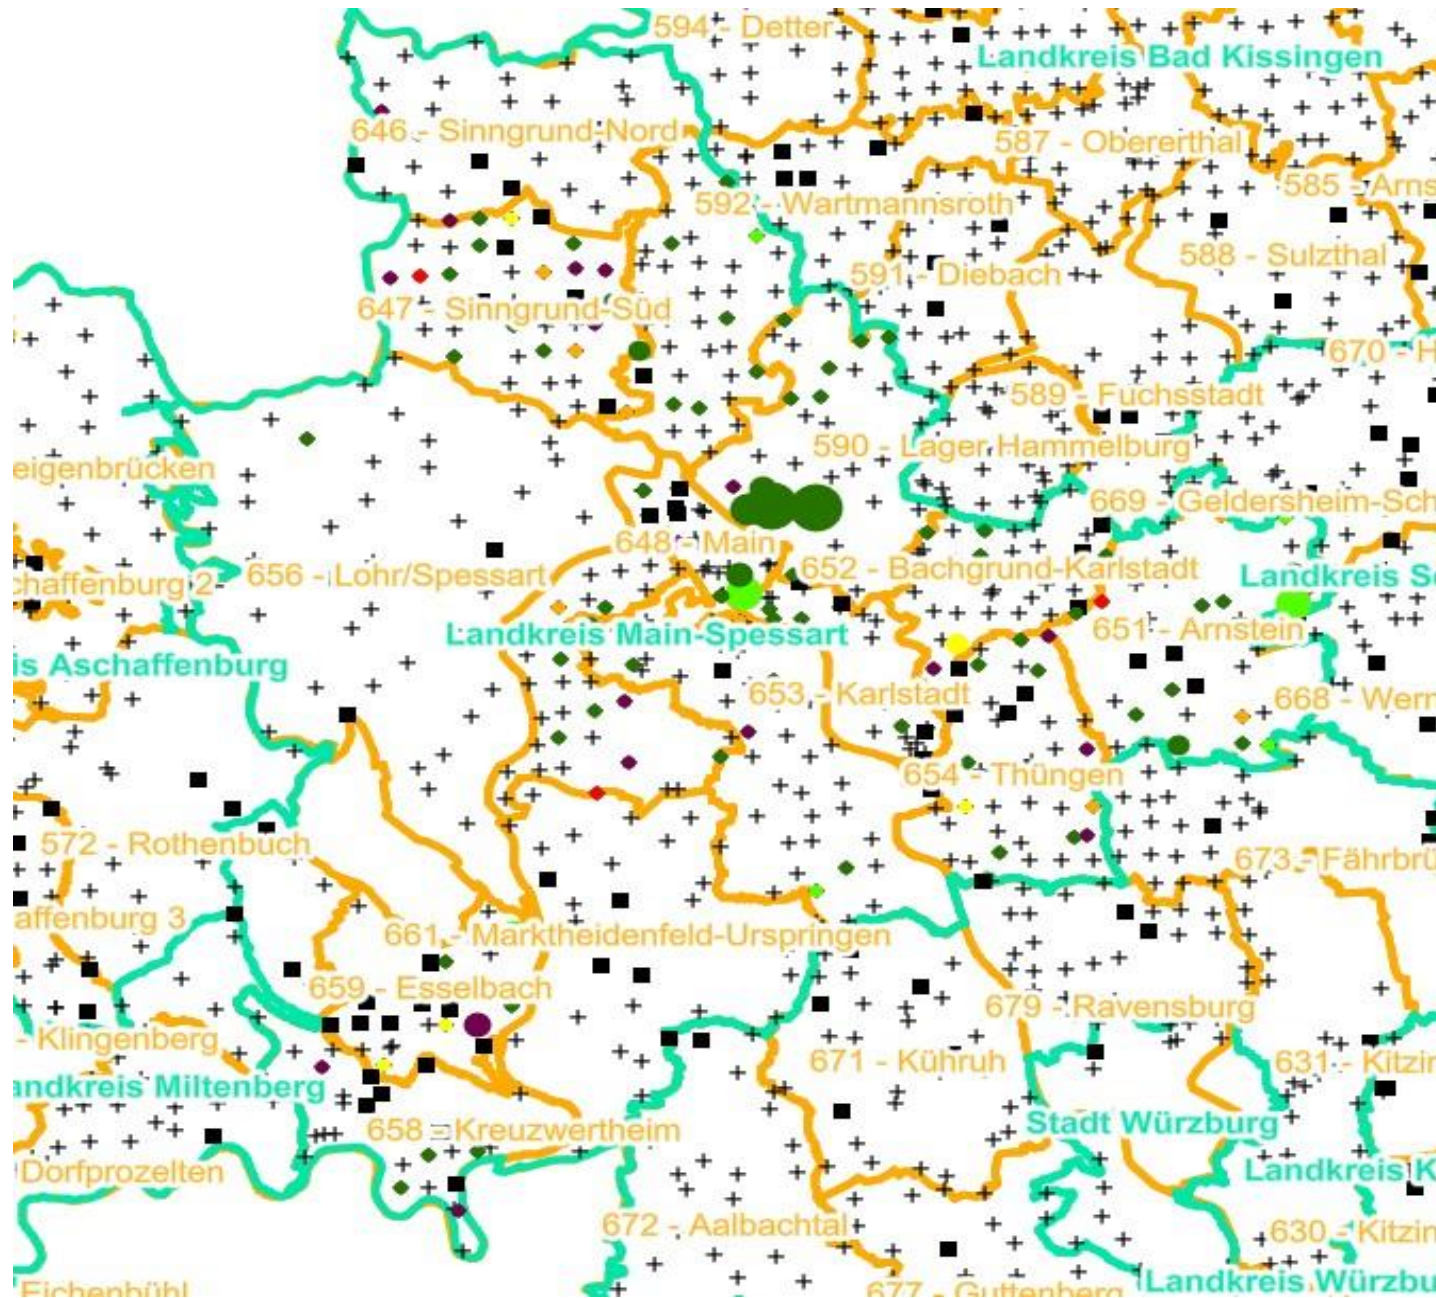 594 - Detter
Landkreis Bad Kissingen
646 - Sinngrund-Nord
587 - Obererthal
585 - Arns
592 - Wartmannsroth
588 - Sulzthal
591 - Diebach
647 - Sinngrund-Süd
670 - H
589 - Fuchsstadt
590 - Lager Hammelburg
eigenbrücken
669 - Geldersheim-Sch
648 - Main
652 - Bachgrund-Karlstadt
656 - Lohr/Spessart
chaffenburg 2
Landkreis Sc
651 - Arnstein
Landkreis Main-Spessart
is Aschaffenburg
653 - Karlstadt
668 - Wern
654 - Thüngen
572 - Rothenbuch
673 - Fährbrü
affenburg 3
661 - Marktheidenfeld-Urspringen
659 - Esselbach
679 - Ravensburg
- Klingenberg
671 - Kühruh
631 - Kitzin
andkreis Miltenberg
Stadt Würzburg
658 - Kreuzwertheim
Dorfprozelten
Landkreis K
672 - Aalbachtal
630 - Kitzin
Landkreis Würzbu
Eichenbühl
677 - Guttenberg